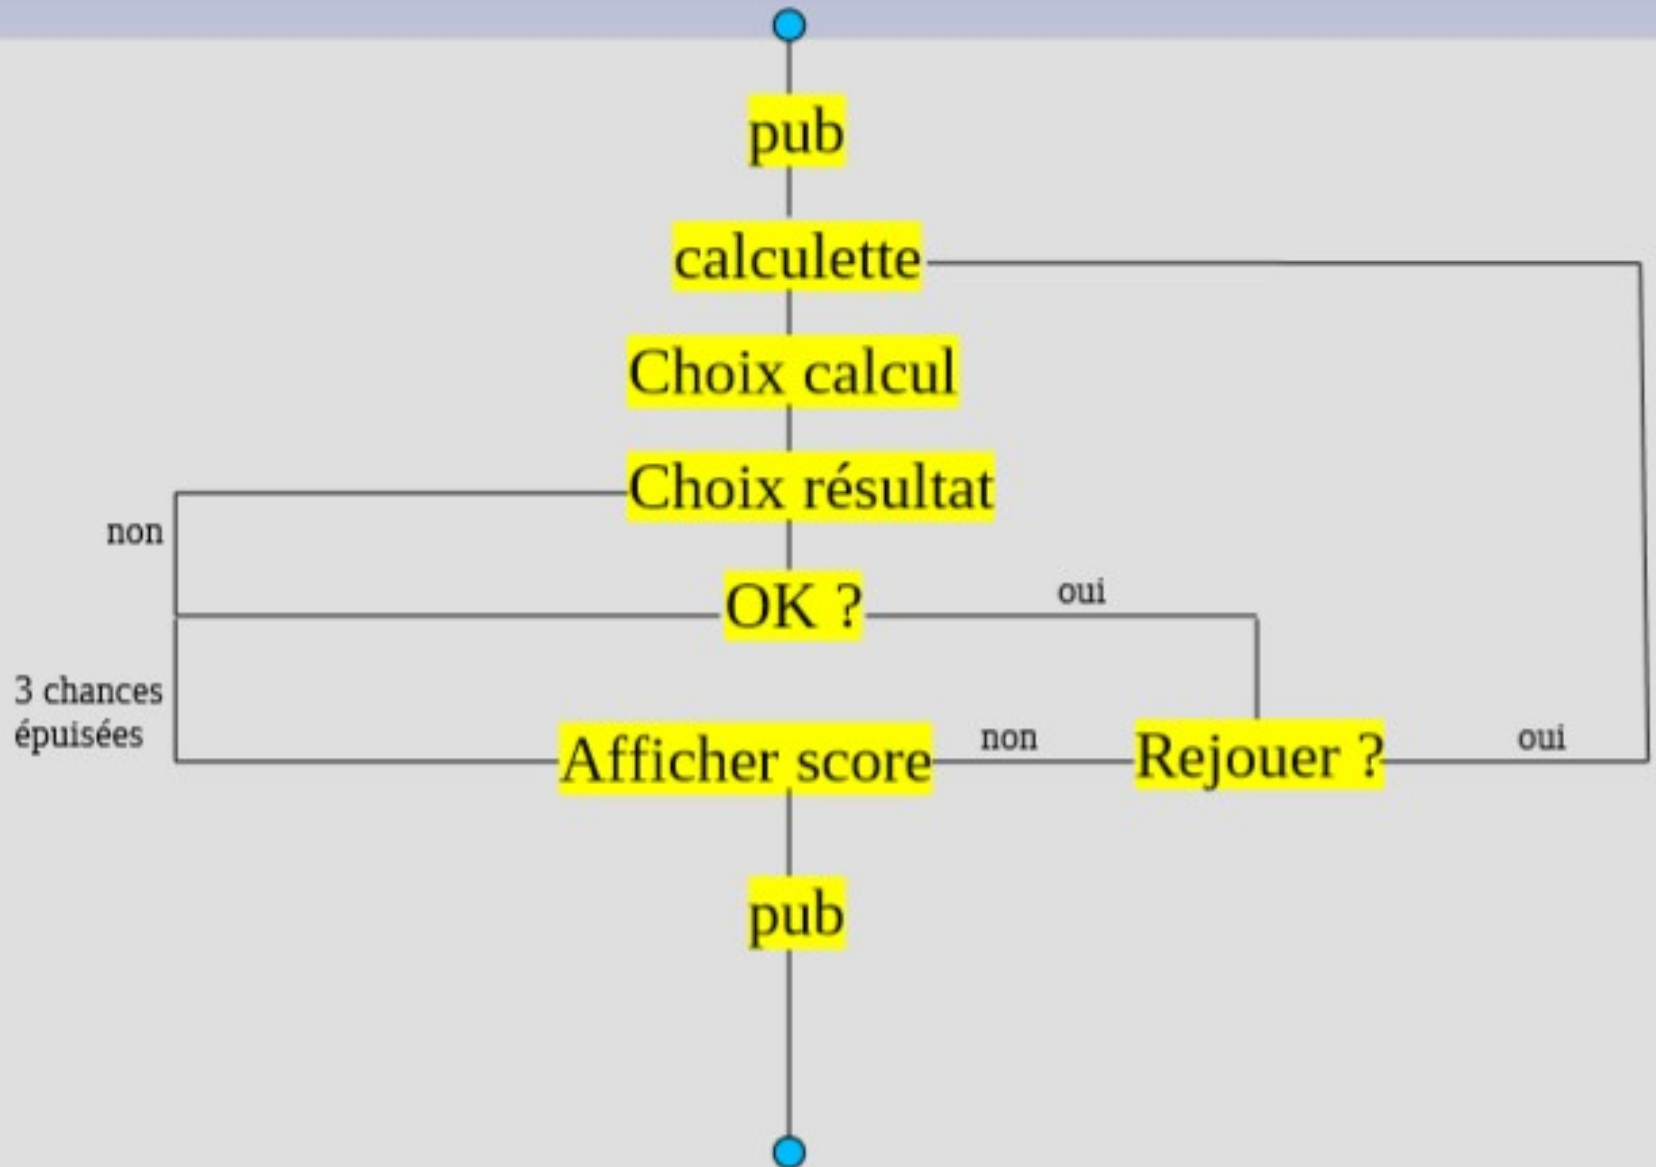 pub
calculette
Choix calcul
Choix résultat
non
OK ?
oui
3 chances
épuisées
Afficher score
non
Rejouer ?
oui
pub